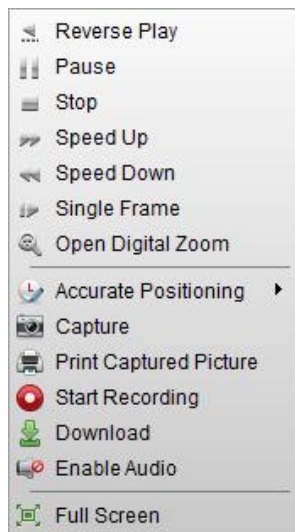 Reverse Play
Pause
Stop
Speed Up
Speed Down
Single Frame
Open Digital Zoom
Accurate Positioning
Capture
Print Captured Picture
Start Recording
Download
Enable Audio
Full Screen